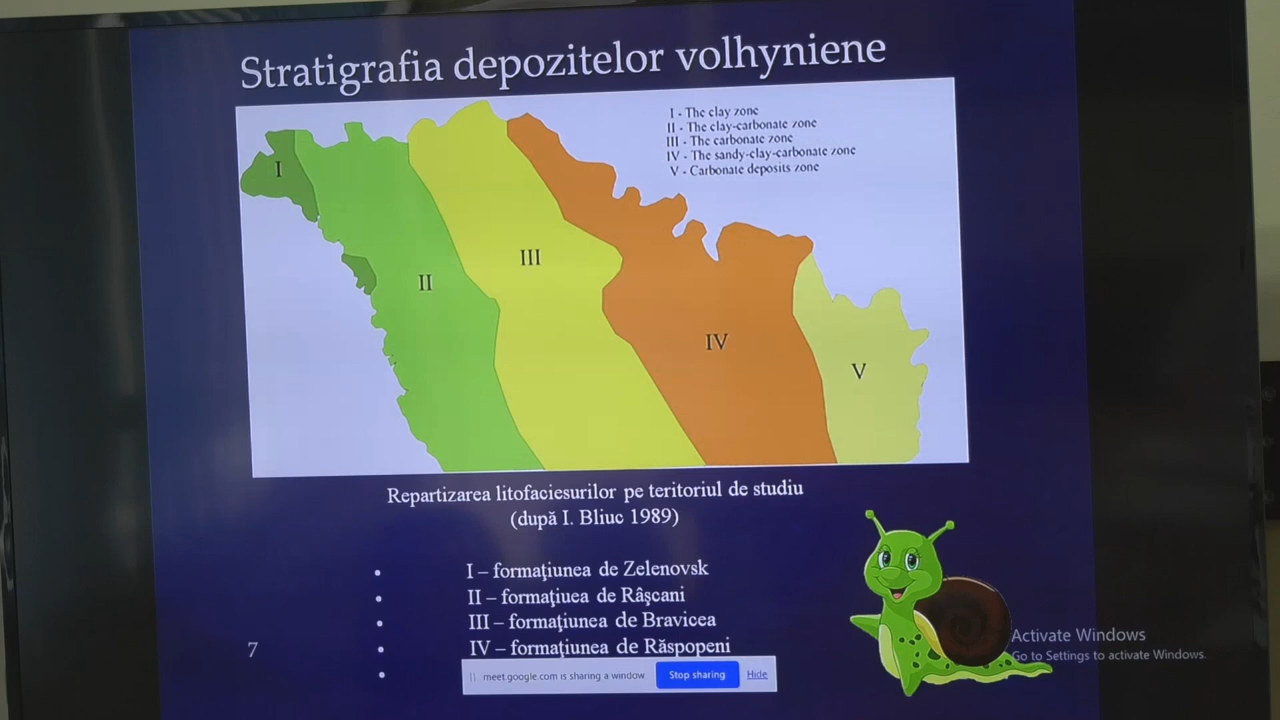 Stratigrafia depozitelor volhyniene
I - The clay zone
II - The clay-carbonate zone
III - The carbonate zone
IV - The sandy-clay-carbonate zone
V - Carbonate deposits zone
I
II
III
IV
V
Repartizarea litofaciesurilor pe teritoriul de studiu
(după I. Bliuc 1989)
• I – formaţiunea de Zelenovsk
• II – formaţiuea de Râşcani
• III – formaţiunea de Bravicea
• IV – formaţiunea de Răspopeni
•
7
meet.google.com is sharing a window Stop sharing Hide
Activate Windows
Go to Settings to activate Windows.